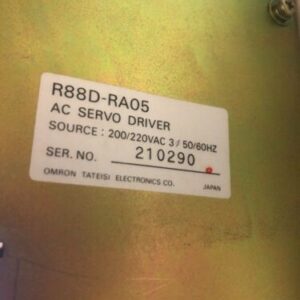 R88D-RA05
AC SERVO DRIVER
SOURCE : 200/220VAC 3 / 50/60HZ
SER. NO. 210290
OMRON TATEISI ELECTRONICS CO. JAPAN